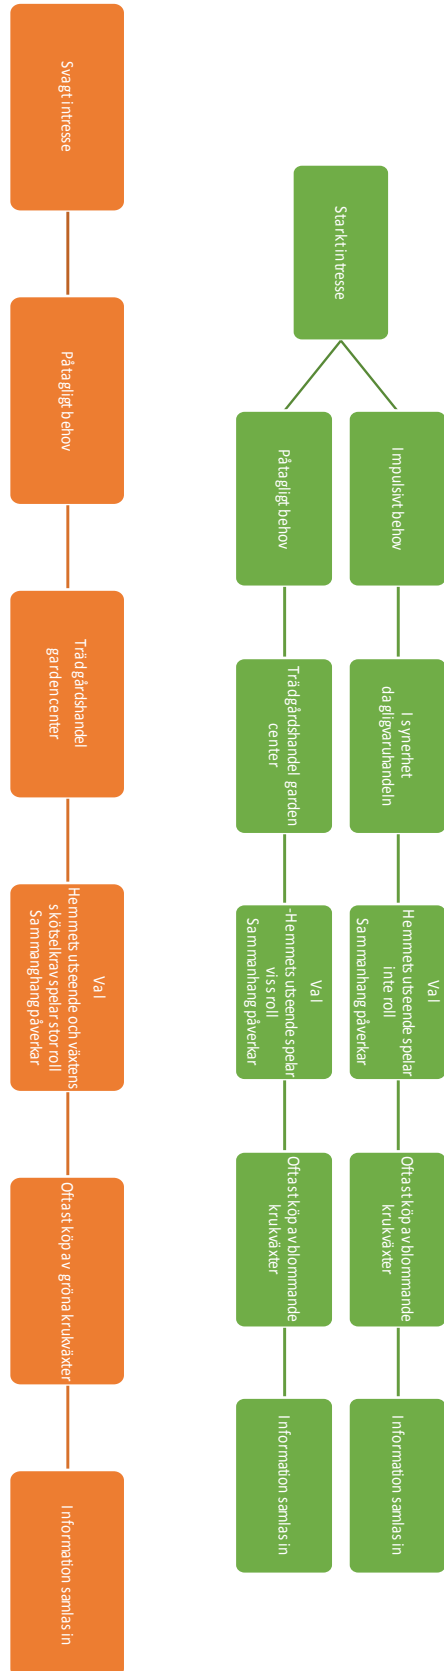 Starkt intresse
Impulsivt behov
I synerhet
dagligvaruhandeln
Val
Hemmets utseende spelar
inte roll
Sammanhang påverkar
Oftast köp av blommande
krukväxter
Information samlas in
Påtagligt behov
Trädgårdshandel garden
center
Val
-Hemmets utseende spelar
viss roll
Sammanhang påverkar
Oftast köp av blommande
krukväxter
Information samlas in
Svagt intresse
Påtagligt behov
Trädgårdshandel
garden center
Val
Hemmets utseende och växtens
skötselkrav spelar stor roll
Sammanghang påverkar
Oftast köp av gröna krukväxter
Information samlas in